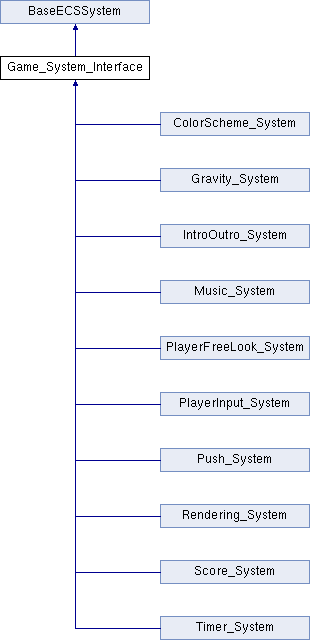 BaseECSSystem
Game_System_Interface
ColorScheme_System
Gravity_System
IntroOutro_System
Music_System
PlayerFreeLook_System
PlayerInput_System
Push_System
Rendering_System
Score_System
Timer_System